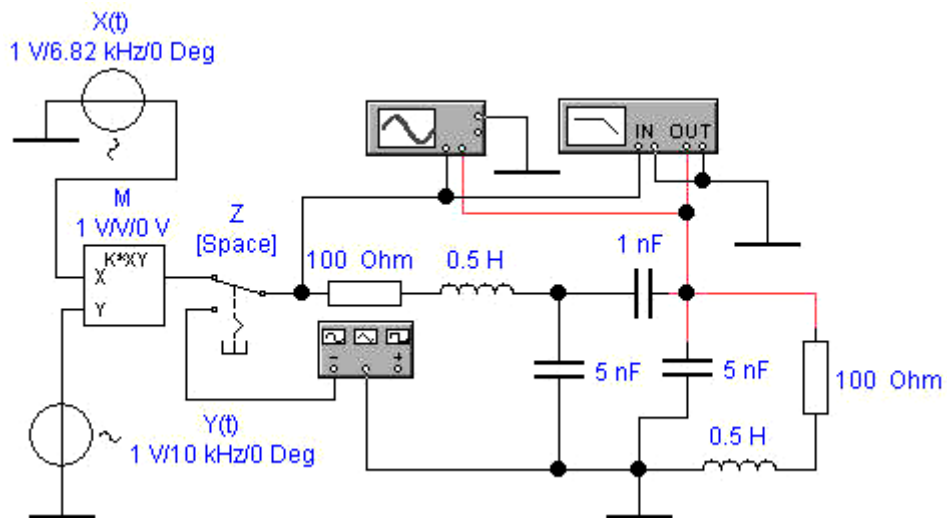 X(t)
1 V/6.82 kHz/0 Deg
IN OUT
M
1 V/V/0 V
Z
[Space]
K*XY
X
Y
100 Ohm
0.5 H
1 nF
5 nF
5 nF
100 Ohm
− +
Y(t)
1 V/10 kHz/0 Deg
0.5 H